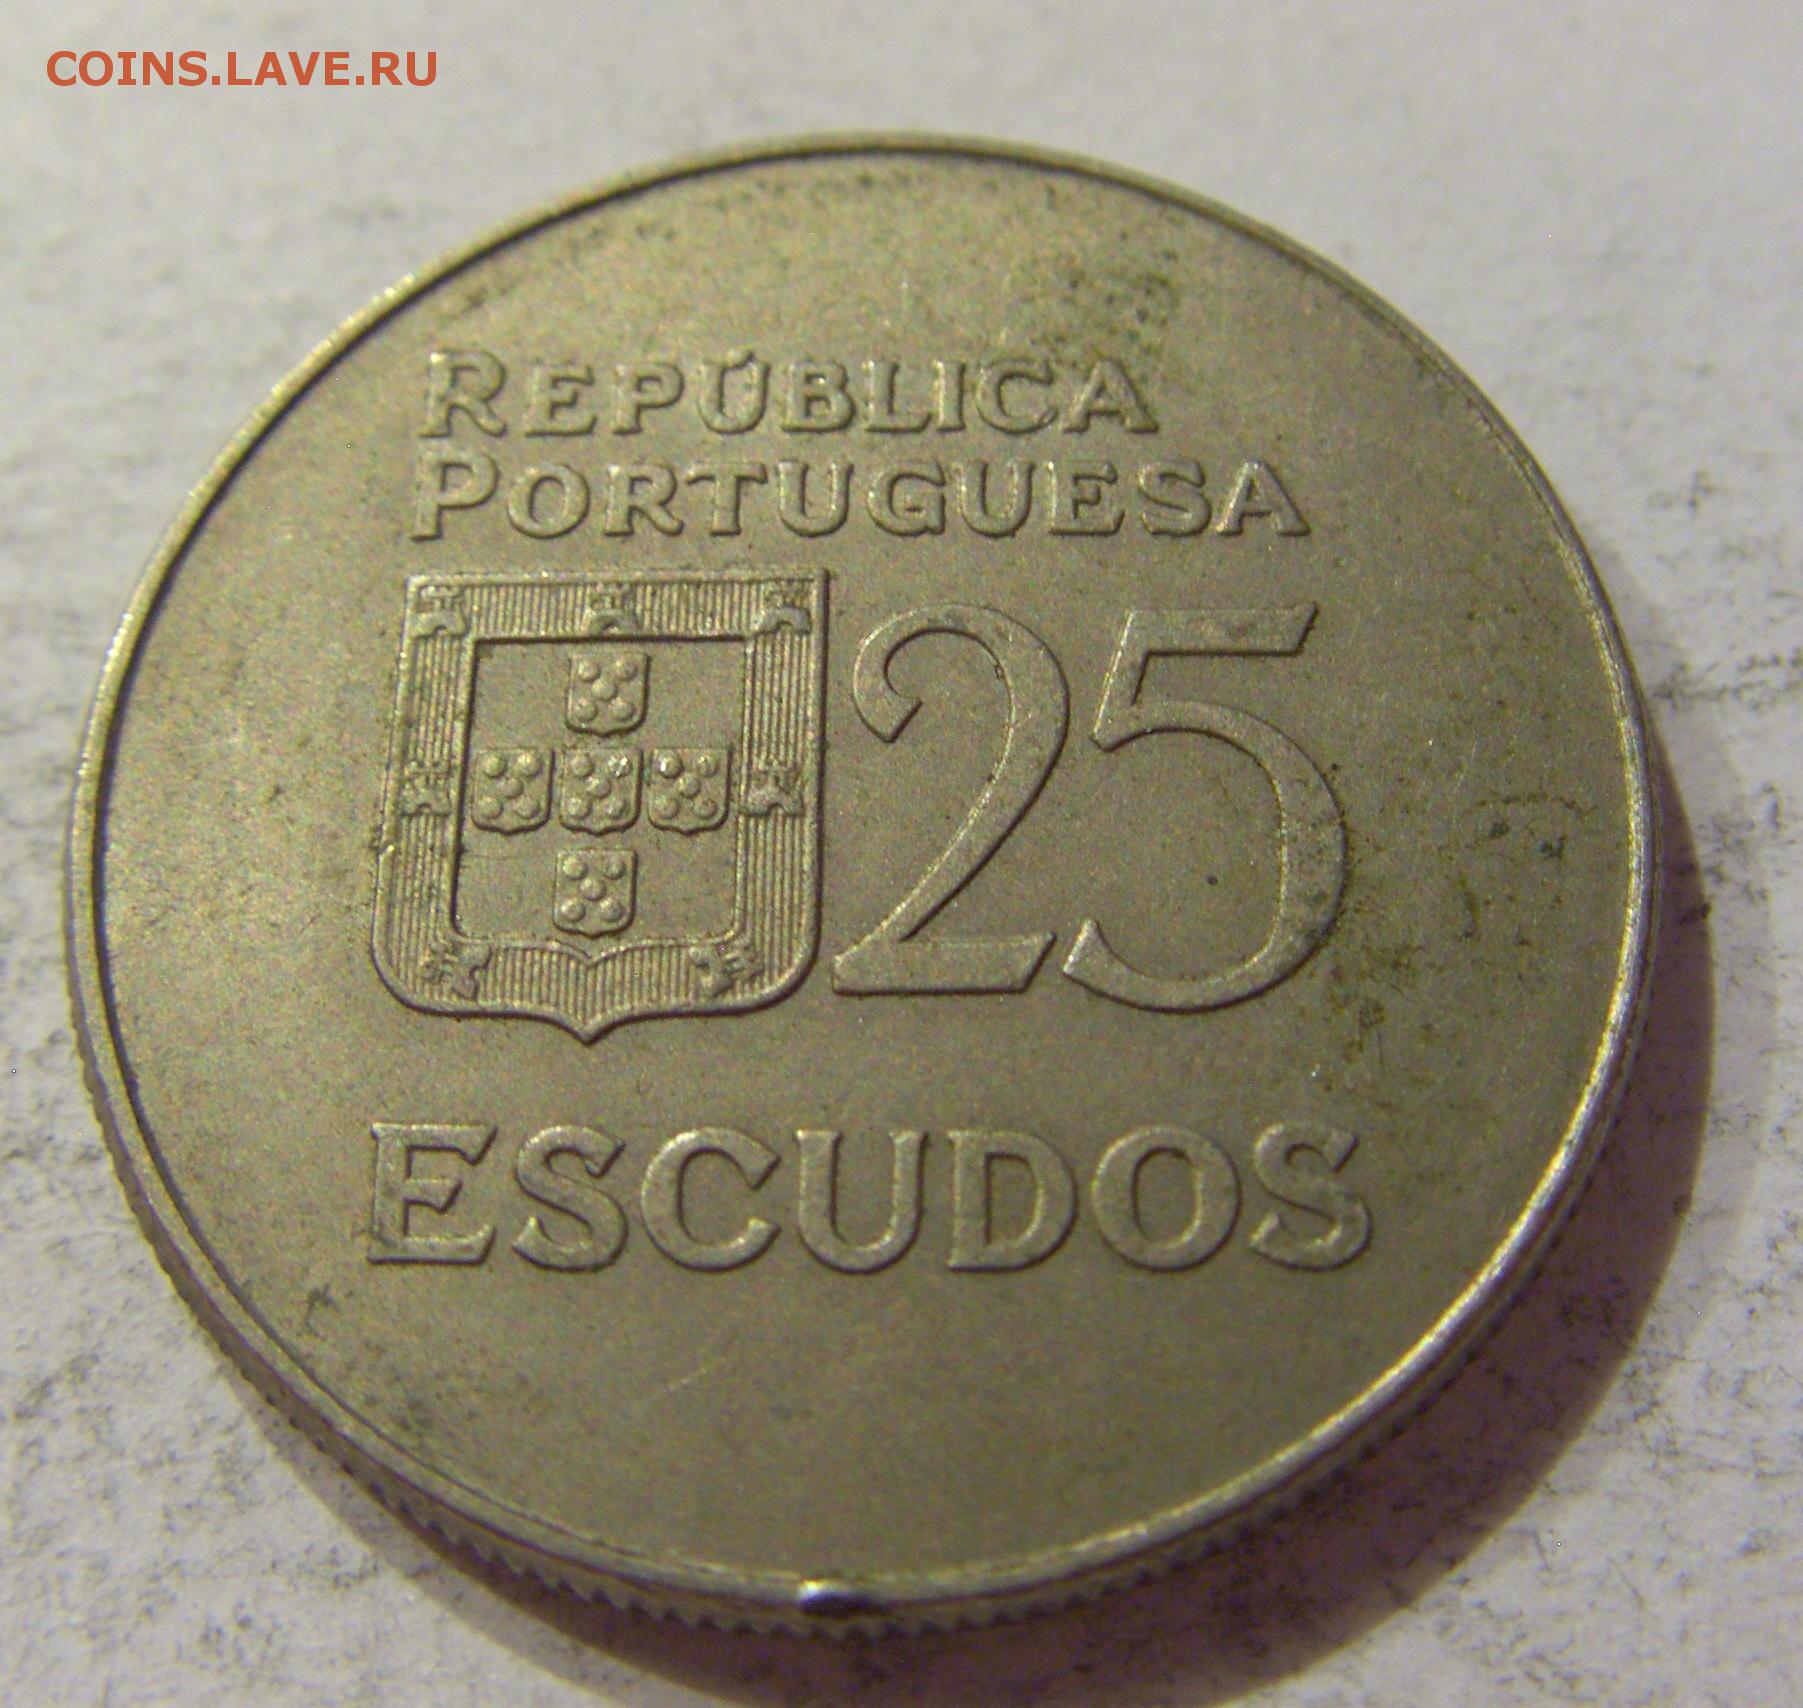 COINS.LAVE.RU
REPÚBLICA
PORTUGUESA
25
ESCUDOS